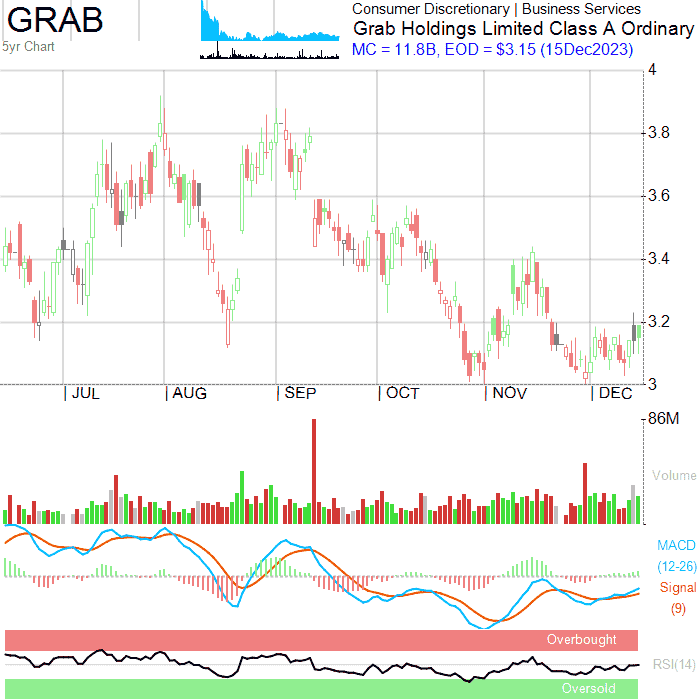 GRAB
5yr Chart
Consumer Discretionary | Business Services
Grab Holdings Limited Class A Ordinary
MC = 11.8B, EOD = $3.15 (15Dec2023)
4
3.8
3.6
3.4
3.2
3
JUL AUG SEP OCT NOV DEC
86M
Volume
MACD
(12-26)
Signal
(9)
Overbought
RSI(14)
Oversold